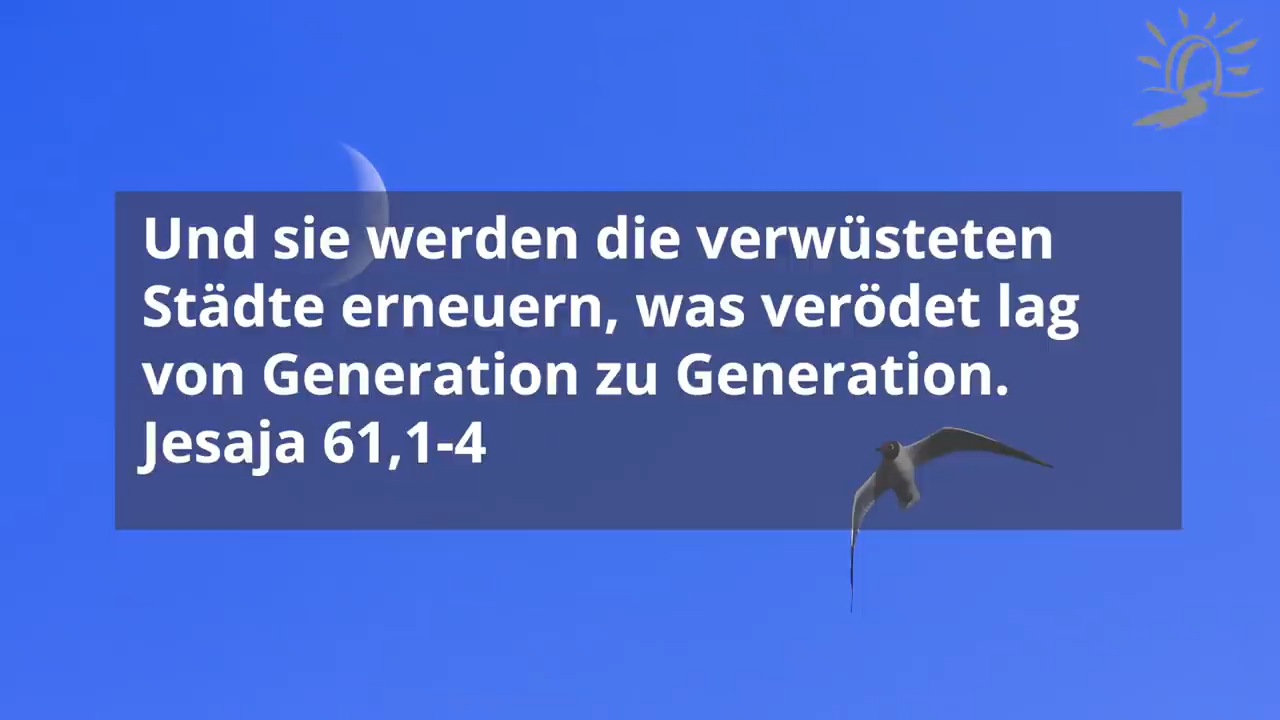 Und sie werden die verwüsteten
Städte erneuern, was verödet lag
von Generation zu Generation.
Jesaja 61,1-4